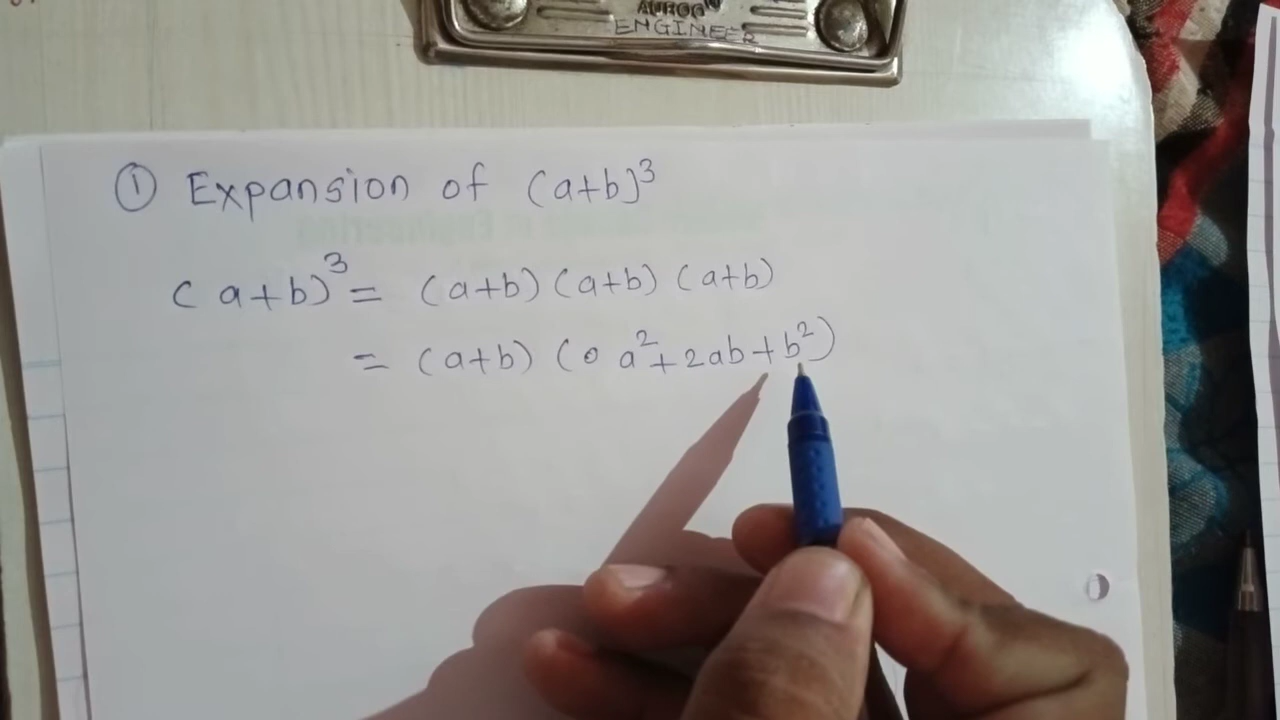 AUROO
ENGINEER
① Expansion of (a+b)³
(a+b)³ = (a+b) (a+b) (a+b)
= (a+b) (o a²+2ab+b²)